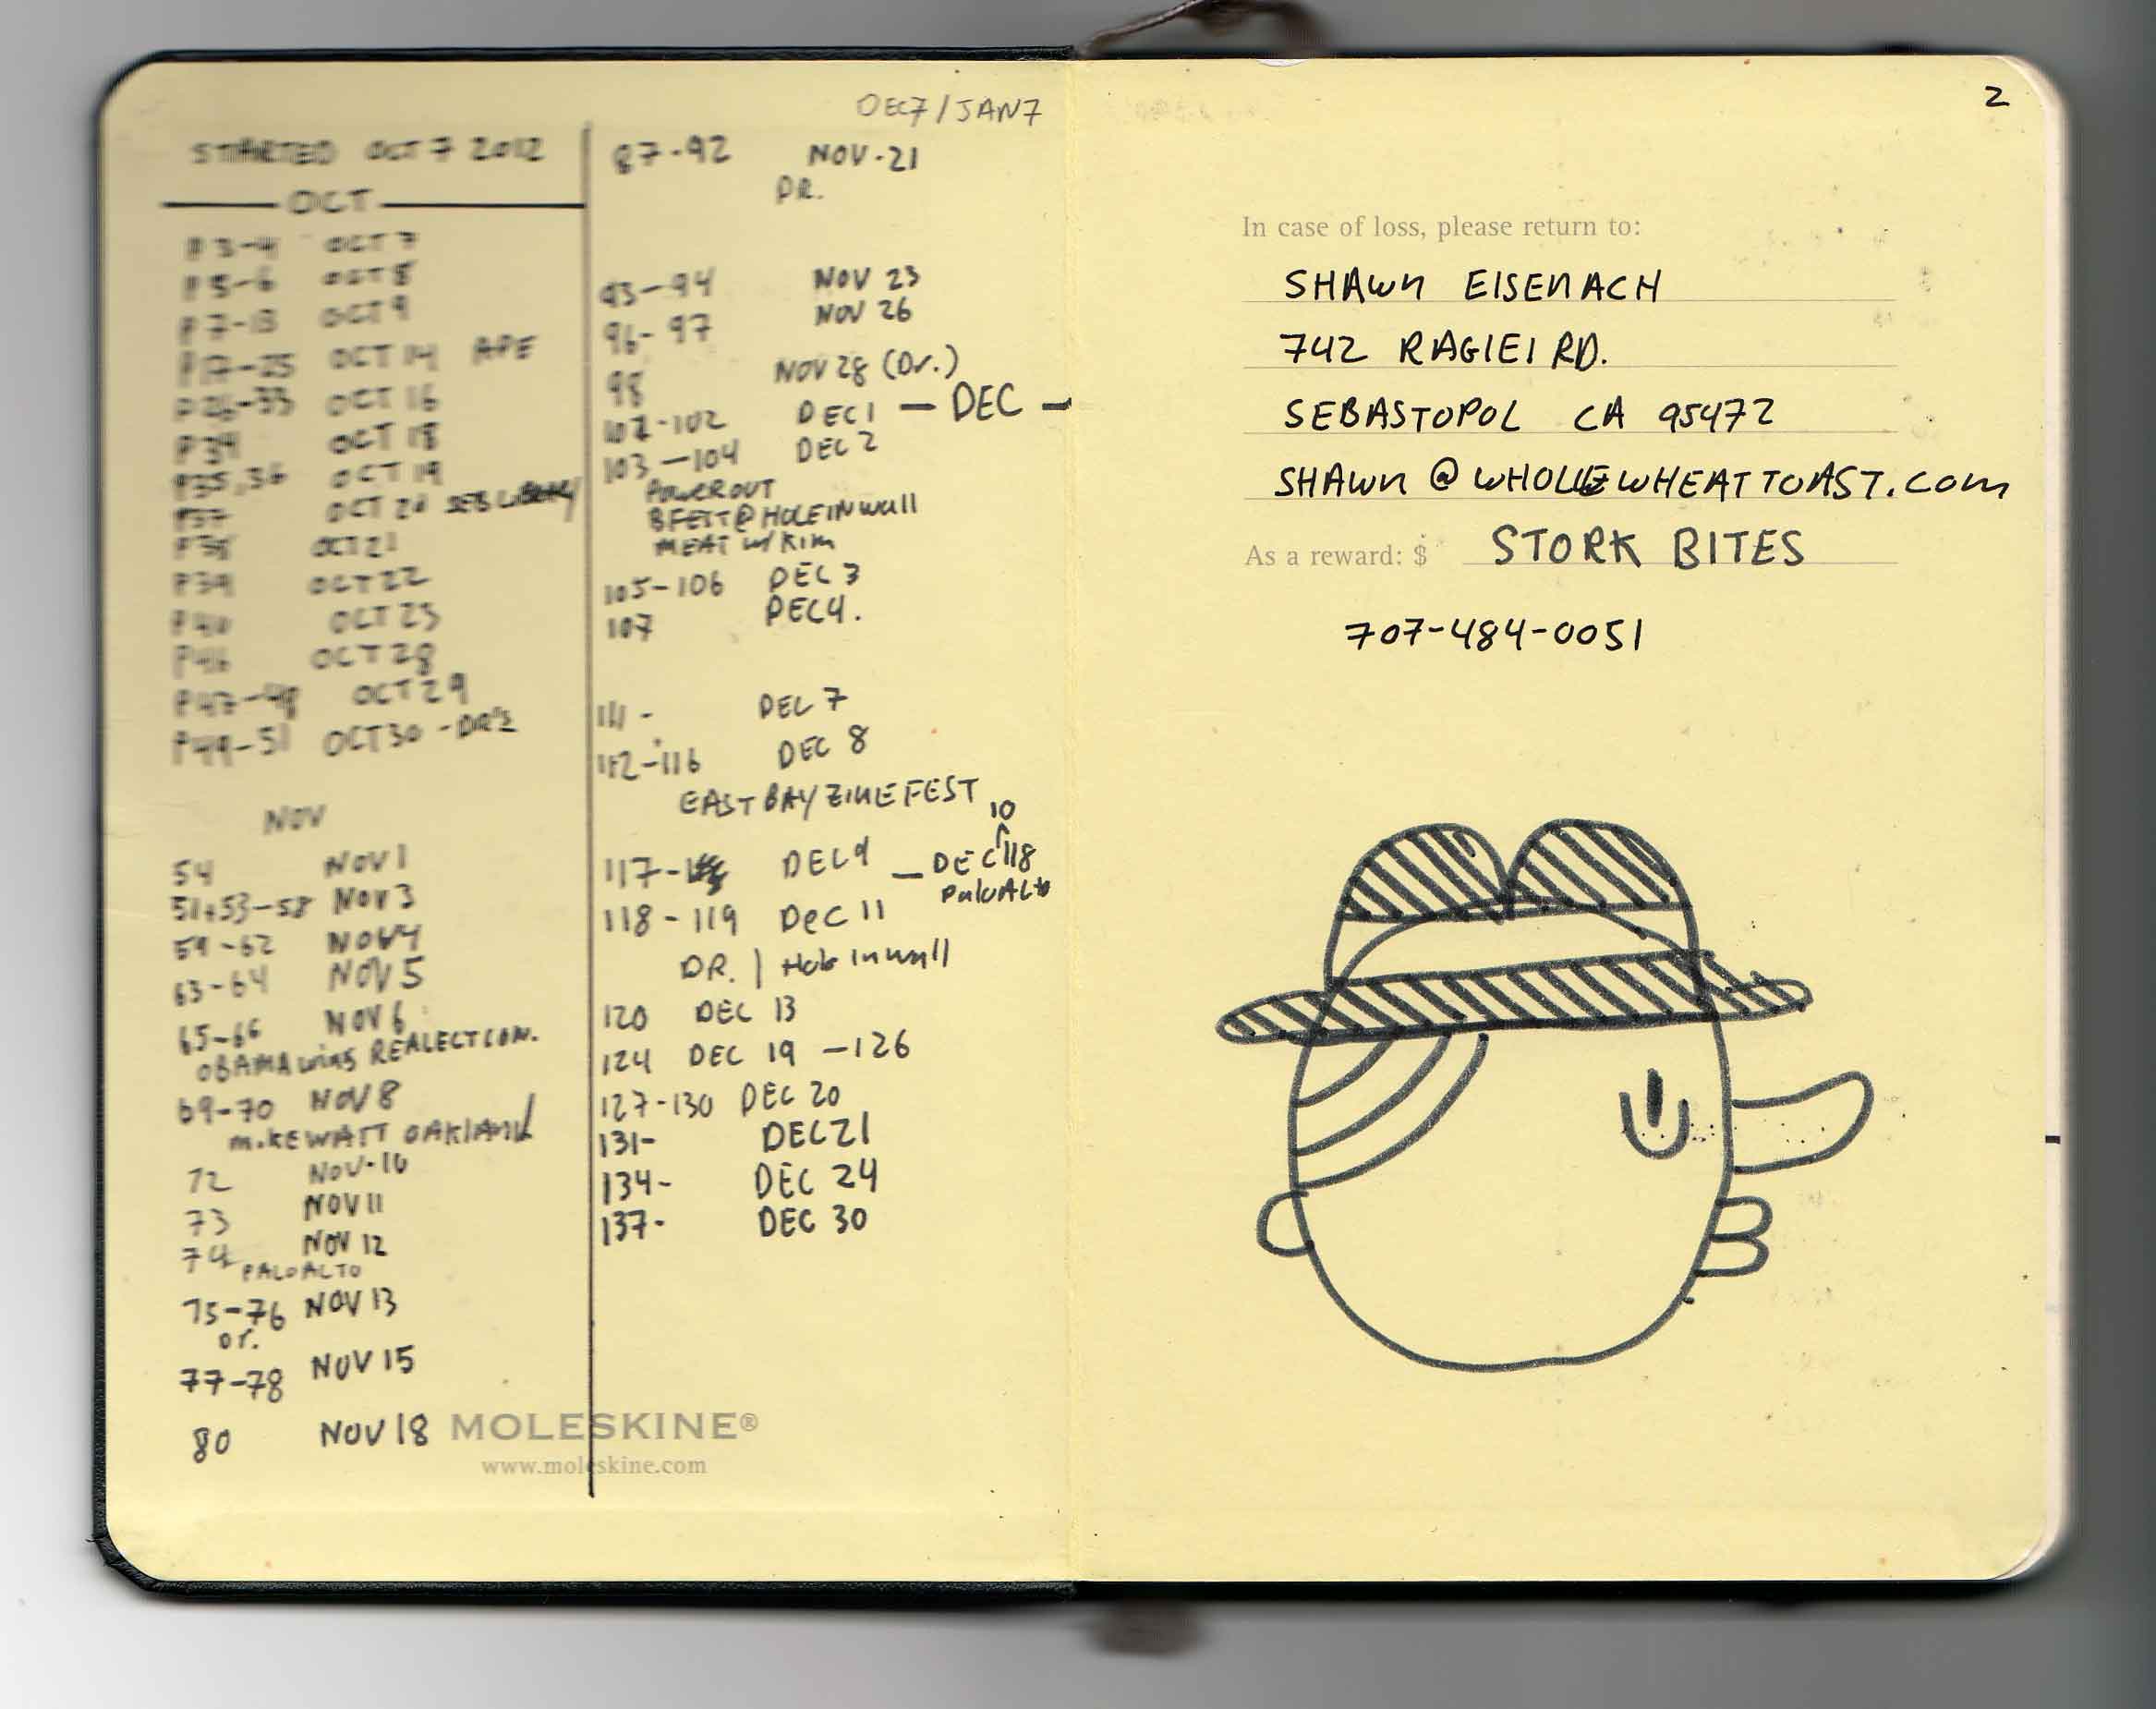 STARTED OCT 7 2012
OCT
P3-4 OCT 7
P5-6 OCT 8
P7-13 OCT 9
P17-25 OCT 14 APE
P26-33 OCT 16
P34 OCT 18
P35,36 OCT 19
P37 OCT 20 SEB LIBRARY
P38 OCT 21
P39 OCT 22
P40 OCT 25
P46 OCT 28
P47-48 OCT 29
P49-51 OCT 30 - DR'S
NOV
54 NOV 1
51+53-58 NOV 3
59-62 NOV 4
63-64 NOV 5
65-66 NOV 6
OBAMA wins REALECTION.
69-70 NOV 8
MIKE WATT OAKLAND
72 NOV-10
73 NOV 11
74 NOV 12
PALO ALTO
75-76 NOV 13
Dr.
77-78 NOV 15
80 NOV 18
MOLESKINE®
www.moleskine.com
DEC7/JAN7
87-92 NOV-21
DR.
93-94 NOV 23
96-97 NOV 26
98 NOV 28 (Dr.)
102-102 DEC 1 — DEC —
103-104 DEC 2
POWEROUT
BFEST@HOLEINWALL
MEAT W/ KIM
105-106 DEC 3
107 DEC 4.
111- DEC 7
112-116 DEC 8
EAST BAY ZINE FEST
10
117- DEC 9 — DEC 118
PaloALto
118-119 DEC 11
DR. | Hole in wall
120 DEC 13
124 DEC 19 -126
127-130 DEC 20
131- DEC 21
134- DEC 24
137- DEC 30
2
In case of loss, please return to:
SHAWN EISENACH
742 RAGLEI RD.
SEBASTOPOL CA 95472
SHAWN@WHOLEWHEATTOAST.COM
As a reward: $ STORK BITES
707-484-0051